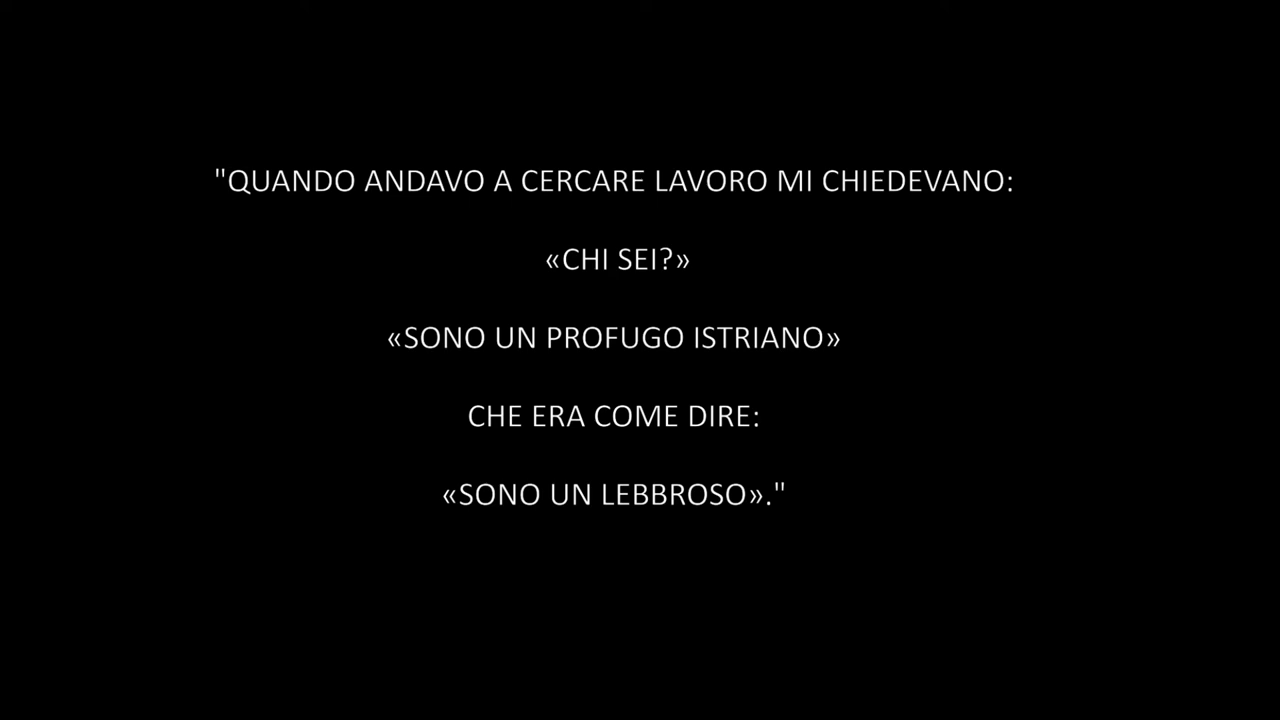 "QUANDO ANDAVO A CERCARE LAVORO MI CHIEDEVANO:
«CHI SEI?»
«SONO UN PROFUGO ISTRIANO»
CHE ERA COME DIRE:
«SONO UN LEBBROSO»."